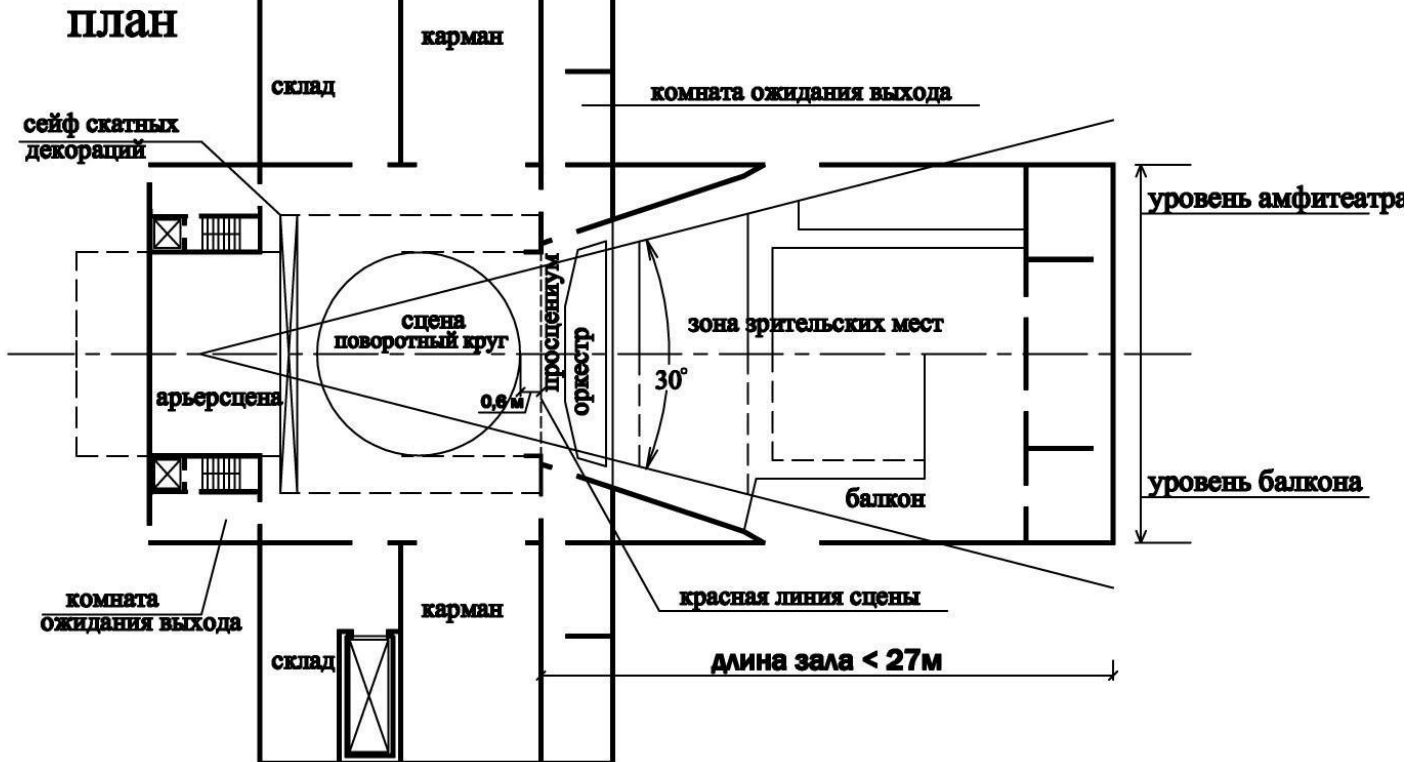 план
карман
склад
комната ожидания выхода
сейф скатных
декораций
уровень амфитеатра
сцена
поворотный круг
просцениум
оркестр
зона зрительских мест
30°
0,6 м
арьерсцена
балкон
уровень балкона
комната
ожидания выхода
карман
красная линия сцены
склад
длина зала < 27м